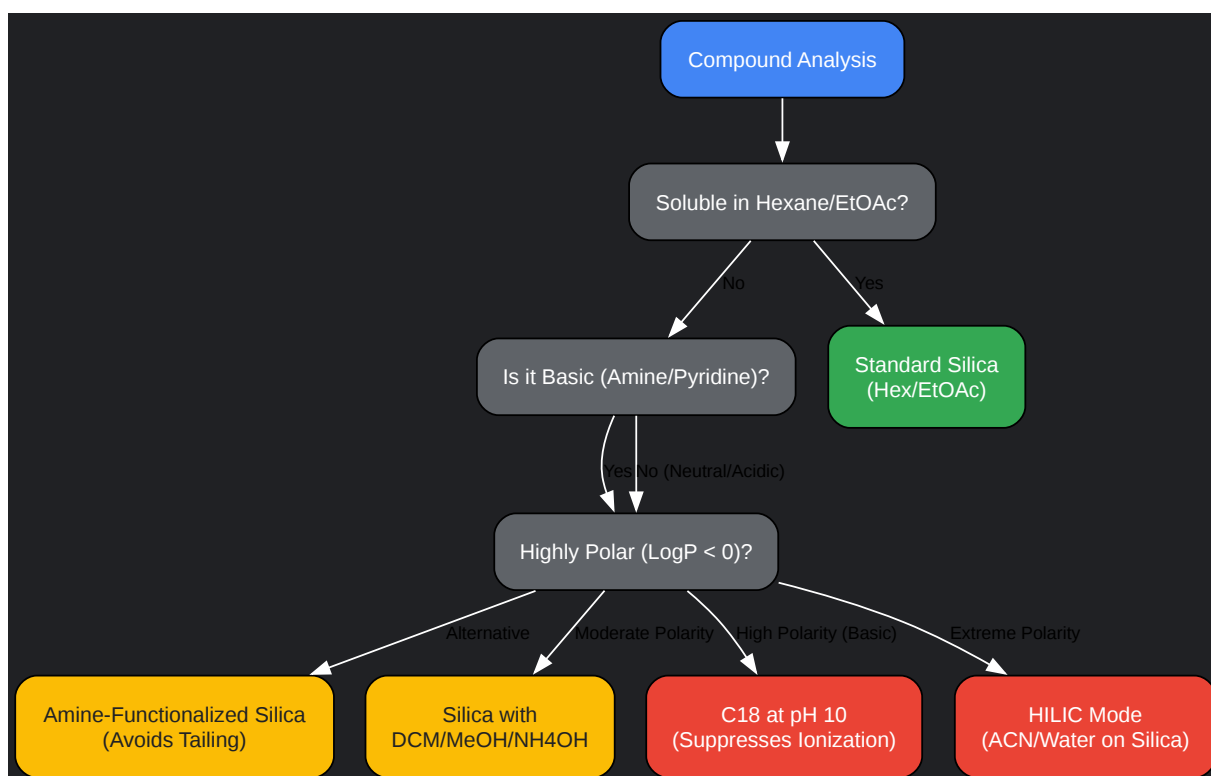 Compound Analysis
Soluble in Hexane/EtOAc?
No
Yes
Is it Basic (Amine/Pyridine)?
Standard Silica
(Hex/EtOAc)
Yes
No (Neutral/Acidic)
Highly Polar (LogP < 0)?
Alternative
Moderate Polarity
High Polarity (Basic)
Extreme Polarity
Amine-Functionalized Silica
(Avoids Tailing)
Silica with
DCM/MeOH/NH4OH
C18 at pH 10
(Suppresses Ionization)
HILIC Mode
(ACN/Water on Silica)